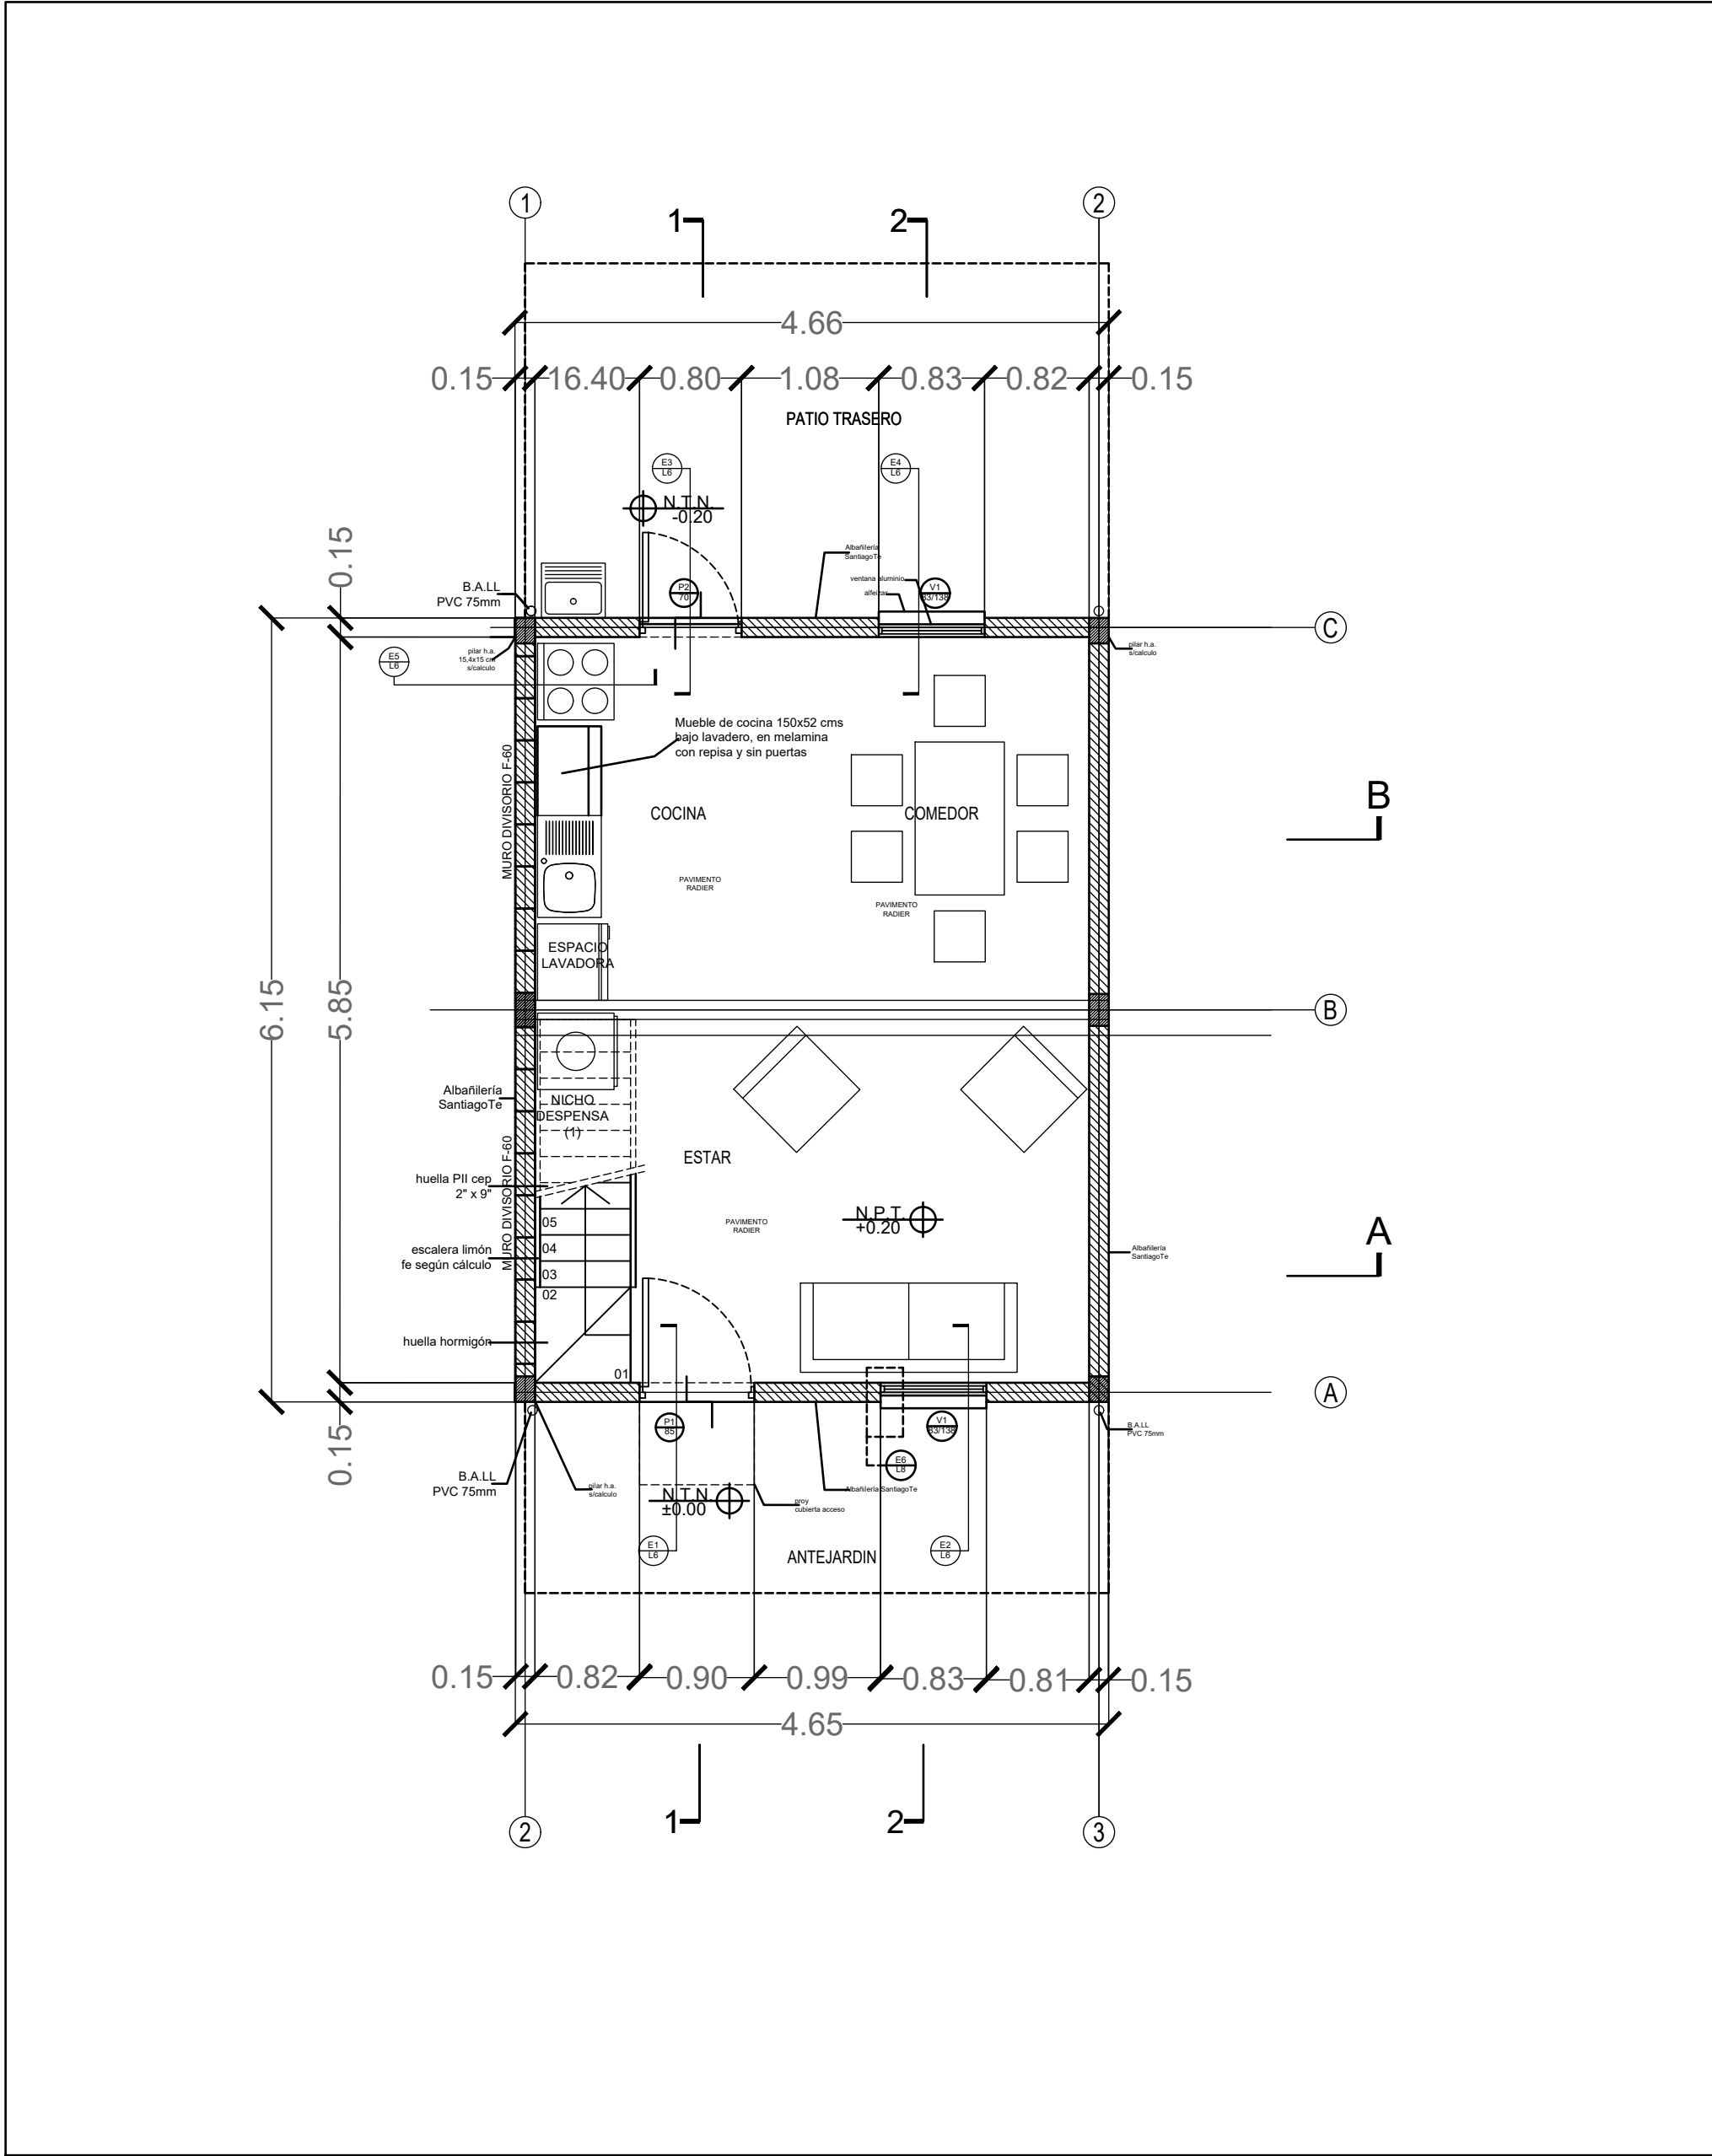 1
1
2
2
4.66
0.15
16.40
0.80
1.08
0.83
0.82
0.15
PATIO TRASERO
E3
L6
E4
L6
N.T.N.
-0.20
0.15
Albañilería
SantiagoTe
ventana aluminio
alfeizar
P2
70
V1
83/138
B.A.LL
PVC 75mm
C
pilar h.a.
15,4x15 cm
s/calculo
pilar h.a.
s/calculo
E5
L6
Mueble de cocina 150x52 cms
bajo lavadero, en melamina
con repisa y sin puertas
MURO DIVISORIO F-60
COCINA
COMEDOR
B
PAVIMENTO
RADIER
PAVIMENTO
RADIER
ESPACIO
LAVADORA
6.15
5.85
B
Albañilería
SantiagoTe
NICHO
DESPENSA
(1)
ESTAR
MURO DIVISORIO F-60
huella PII cep
2" x 9"
05
04
03
02
01
PAVIMENTO
RADIER
N.P.T.
+0.20
A
escalera limón
fe según cálculo
Albañilería
SantiagoTe
huella hormigón
A
0.15
P1
85
V1
83/138
B.A.LL
PVC 75mm
E6
L8
B.A.LL
PVC 75mm
pilar h.a.
s/calculo
Albañilería SantiagoTe
N.T.N.
±0.00
proy
cubierta acceso
E1
L6
ANTEJARDIN
E2
L6
0.15
0.82
0.90
0.99
0.83
0.81
0.15
4.65
1
2
2
3